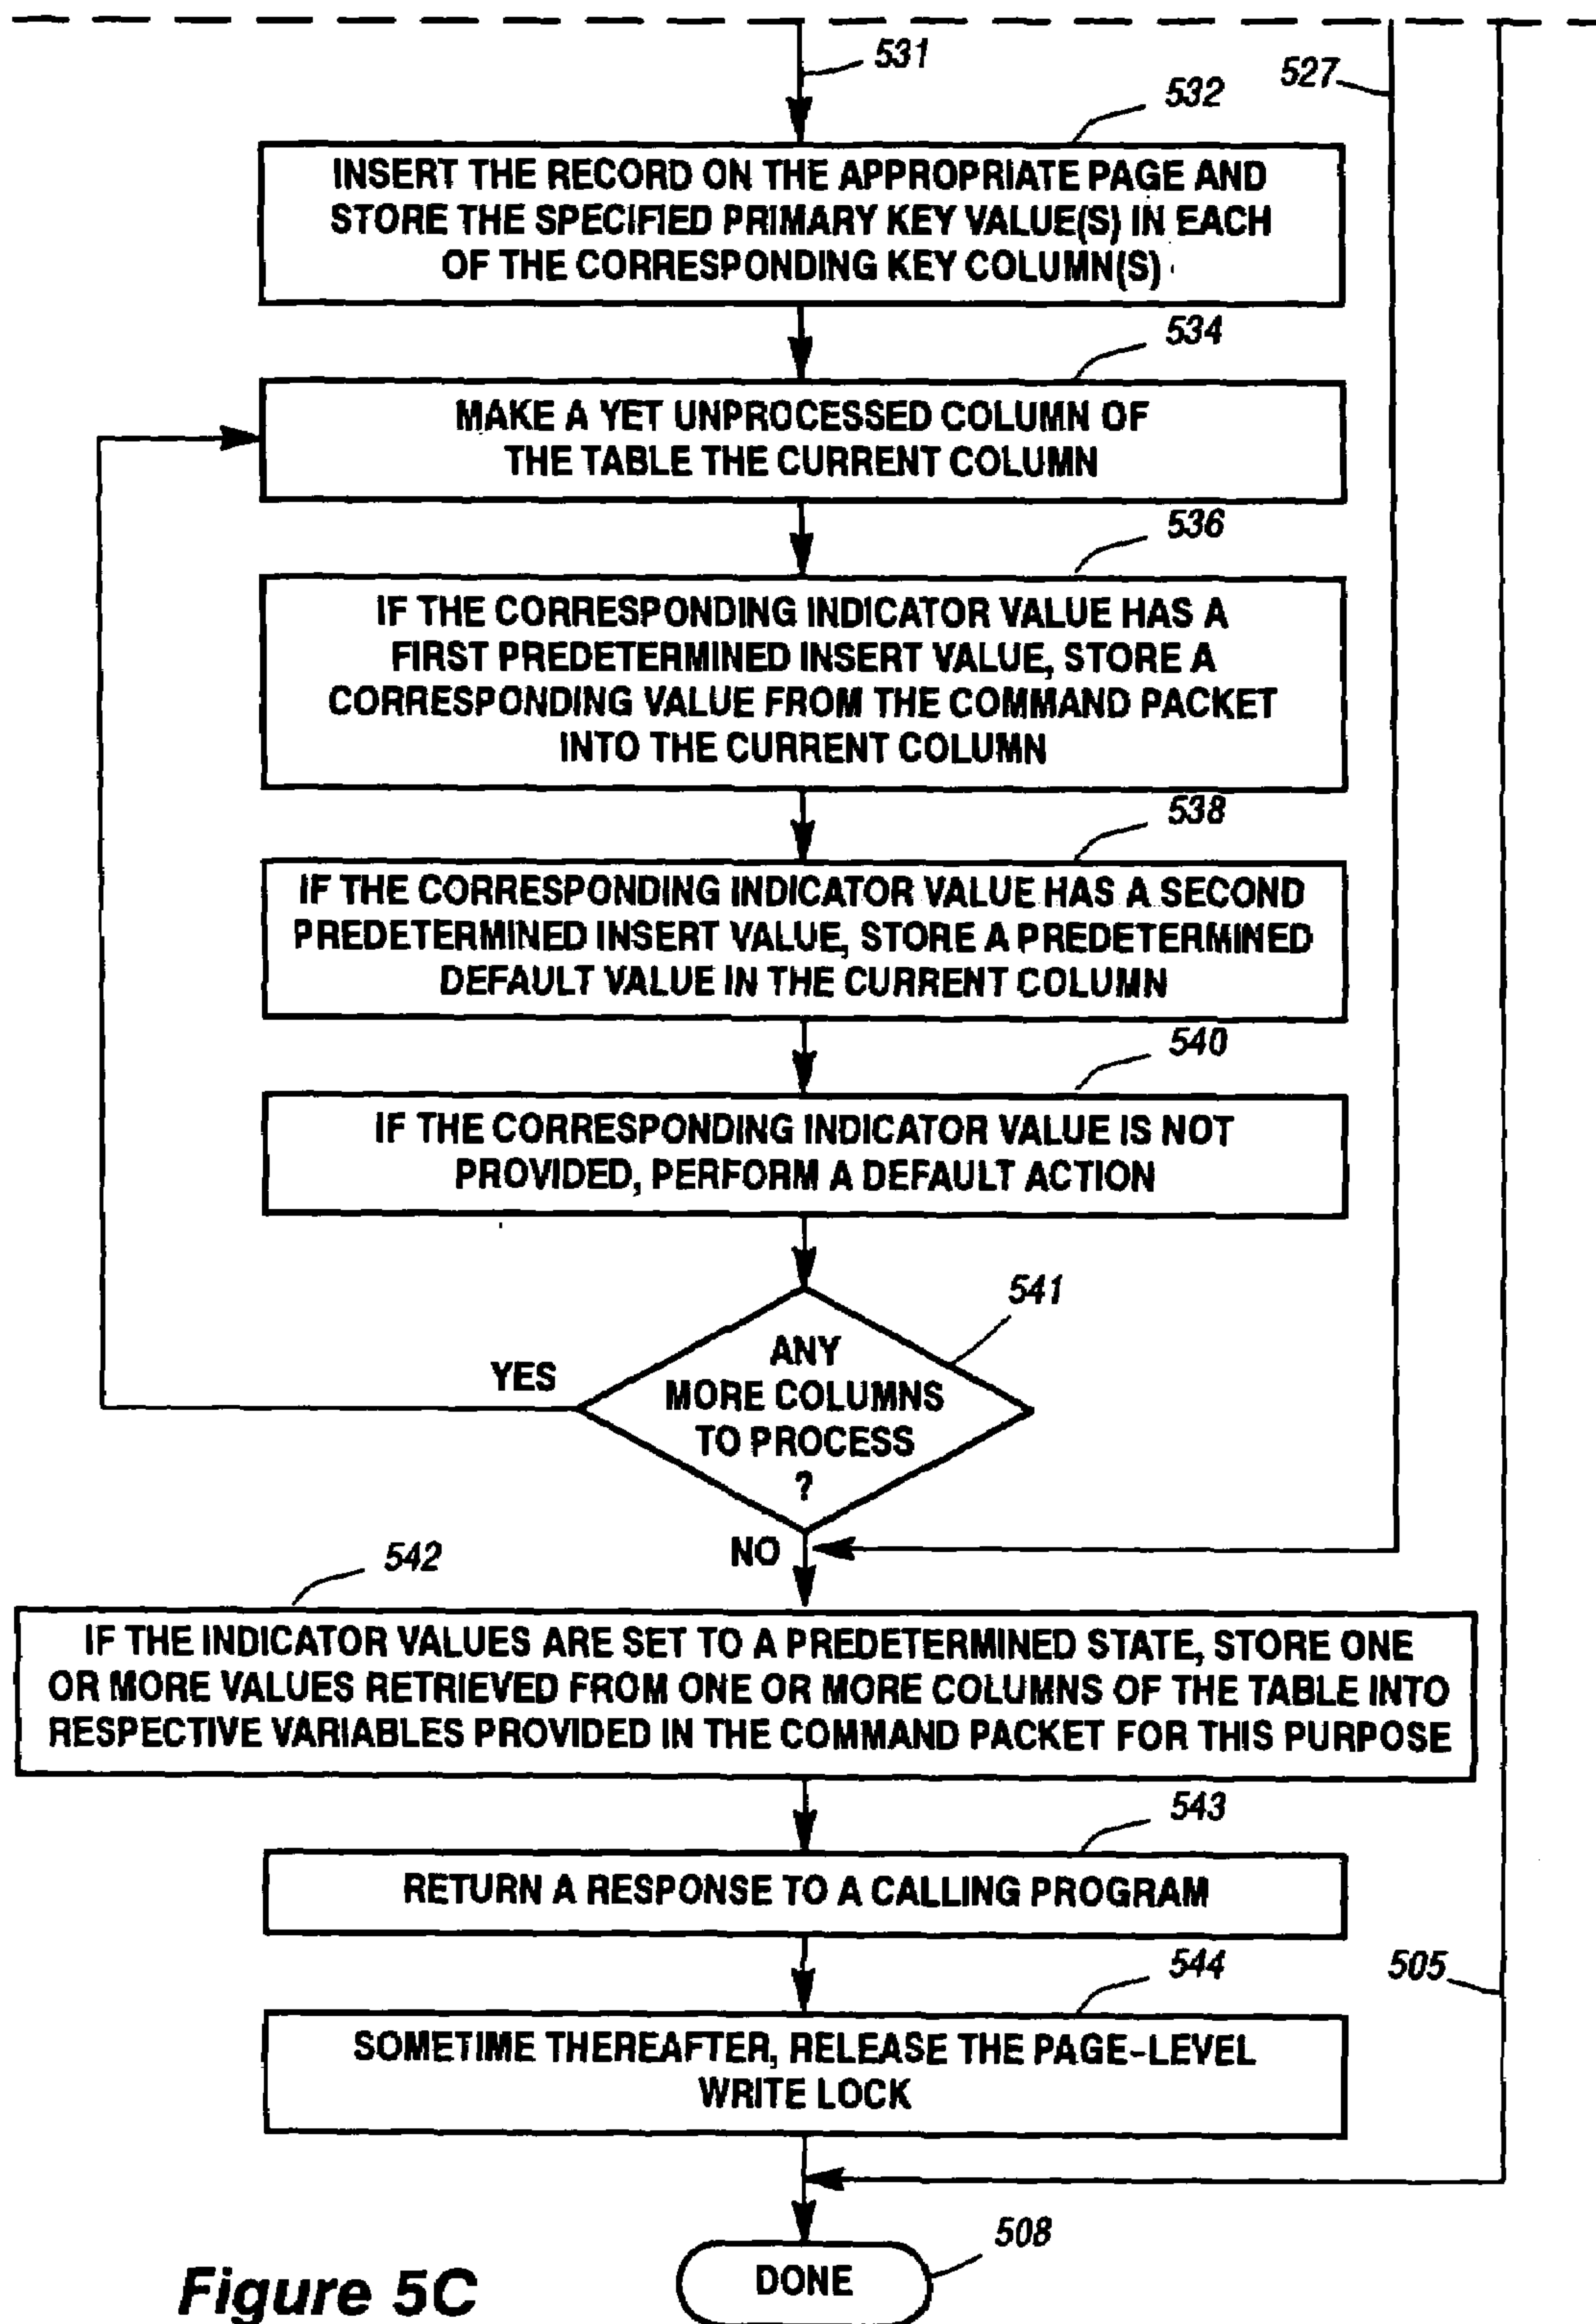 531
527
532
INSERT THE RECORD ON THE APPROPRIATE PAGE AND
STORE THE SPECIFIED PRIMARY KEY VALUE(S) IN EACH
OF THE CORRESPONDING KEY COLUMN(S)
534
MAKE A YET UNPROCESSED COLUMN OF
THE TABLE THE CURRENT COLUMN
536
IF THE CORRESPONDING INDICATOR VALUE HAS A
FIRST PREDETERMINED INSERT VALUE, STORE A
CORRESPONDING VALUE FROM THE COMMAND PACKET
INTO THE CURRENT COLUMN
538
IF THE CORRESPONDING INDICATOR VALUE HAS A SECOND
PREDETERMINED INSERT VALUE, STORE A PREDETERMINED
DEFAULT VALUE IN THE CURRENT COLUMN
540
IF THE CORRESPONDING INDICATOR VALUE IS NOT
PROVIDED, PERFORM A DEFAULT ACTION
541
ANY
MORE COLUMNS
TO PROCESS
?
YES
NO
542
IF THE INDICATOR VALUES ARE SET TO A PREDETERMINED STATE, STORE ONE
OR MORE VALUES RETRIEVED FROM ONE OR MORE COLUMNS OF THE TABLE INTO
RESPECTIVE VARIABLES PROVIDED IN THE COMMAND PACKET FOR THIS PURPOSE
543
RETURN A RESPONSE TO A CALLING PROGRAM
544
505
SOMETIME THEREAFTER, RELEASE THE PAGE-LEVEL
WRITE LOCK
508
DONE
Figure 5C